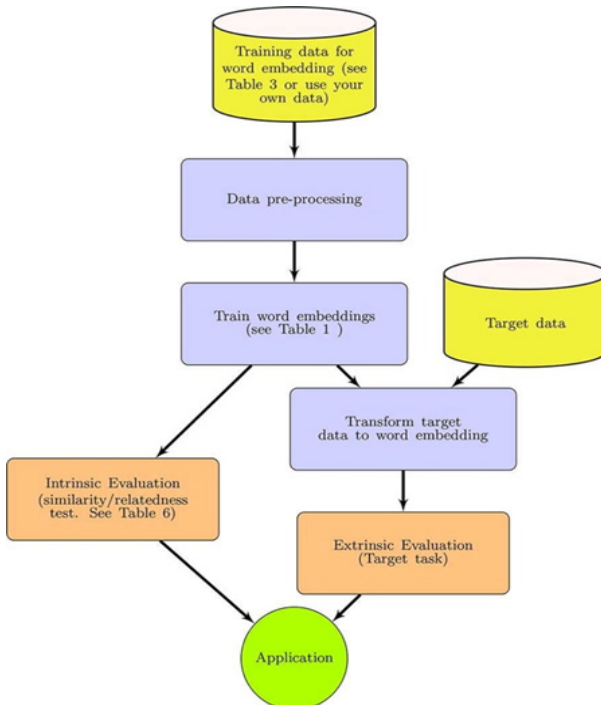 Training data for
word embedding (see
Table 3 or use your
own data)
Data pre-processing
Train word embeddings
(see Table 1 )
Target data
Transform target
data to word embedding
Intrinsic Evaluation
(similarity/relatedness
test. See Table 6)
Extrinsic Evaluation
(Target task)
Application